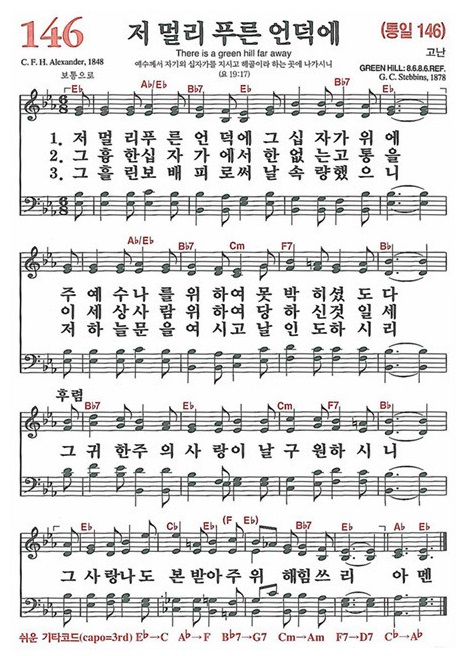 146
저 멀리 푸른 언덕에
(통일 146)
There is a green hill far away
고난
C. F. H. Alexander, 1848
예수께서 자기의 십자가를 지시고 해골이라 하는 곳에 나가시니
GREEN HILL: 8.6.8.6.REF.
보통으로
(요 19:17)
G. C. Stebbins, 1878
E♭ A♭/E♭ E♭ B♭7 E♭
1. 저 멀리푸른 언덕에 그십 자가 위에
2. 그흉 한십 자가 에서 한 없는고 통을
3. 그흘 린보 배피로써 날속 량했 으니
A♭/E♭ B♭7 Cm F7 B♭
주 예 수나 를위 하여 못 박 히셨 도다
이 세 상사 람위 하여 당 하 신것 일세
저 하 늘문 을여 시고 날 인 도하 시리
후렴
B♭7 E♭ Cm F7 B♭7
그 귀 한주 의사 랑이 날 구 원하 시니
E♭ C♭ E♭ (F E♭) B♭7 E♭ A♭ E♭
그 사랑나도 본 받아 주 위 해힘쓰 리 아 멘
쉬운 기타코드(capo=3rd) E♭→C A♭→F B♭7→G7 Cm→Am F7→D7 C♭→A♭